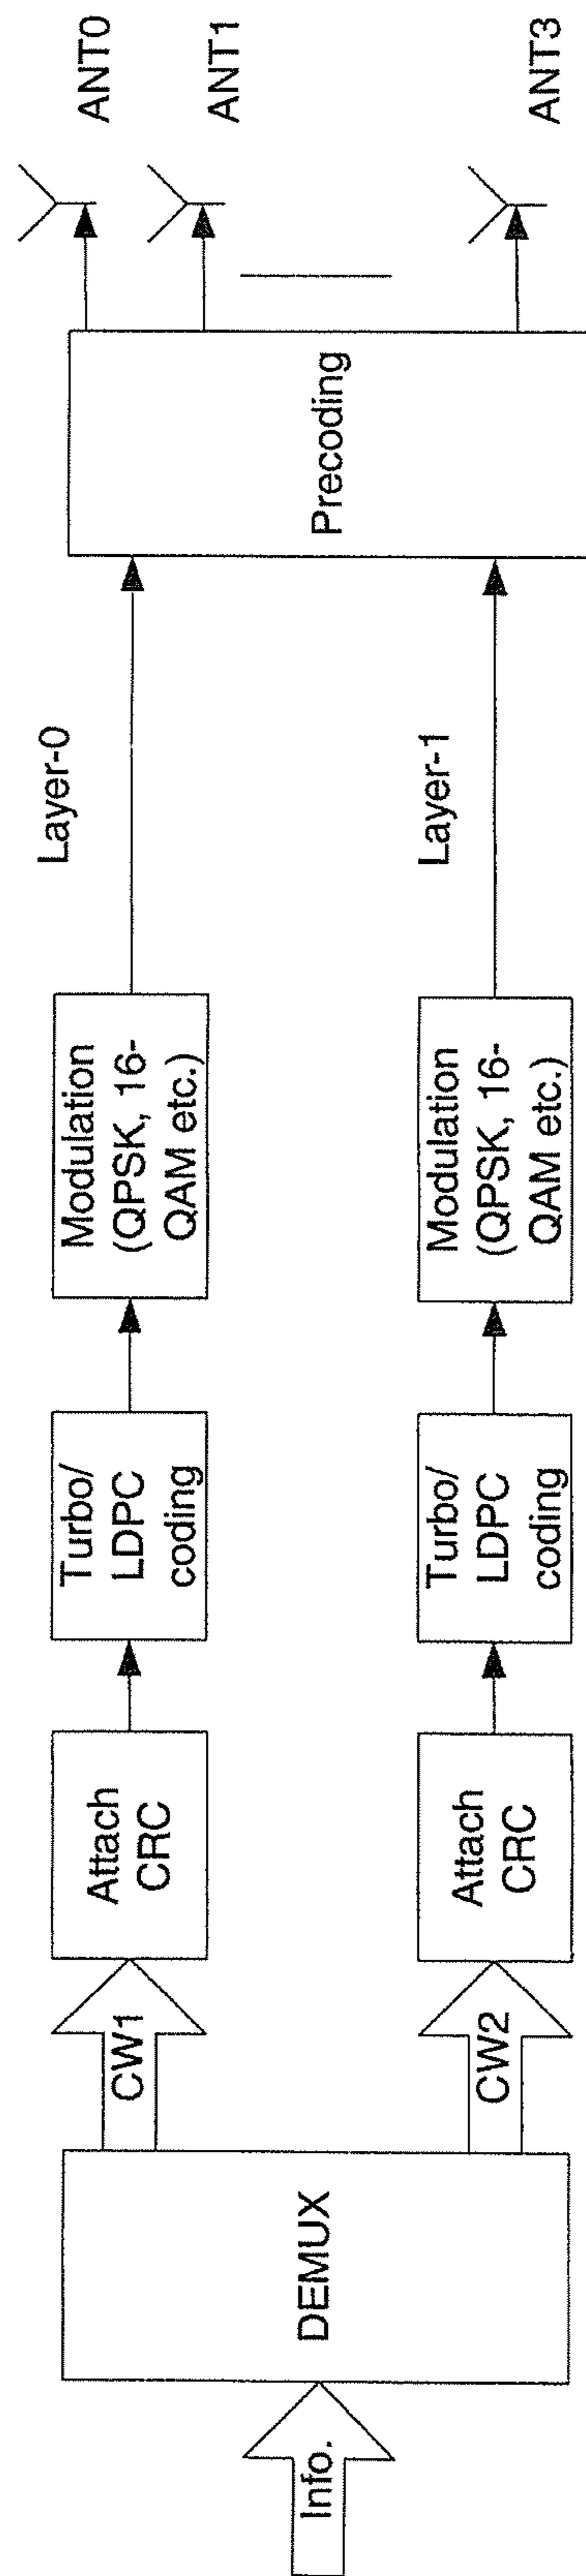 Info.
DEMUX
CW1
Attach
CRC
Turbo/
LDPC
coding
Modulation
(QPSK, 16-
QAM etc.)
Layer-0
CW2
Attach
CRC
Turbo/
LDPC
coding
Modulation
(QPSK, 16-
QAM etc.)
Layer-1
Precoding
ANT0
ANT1
ANT3